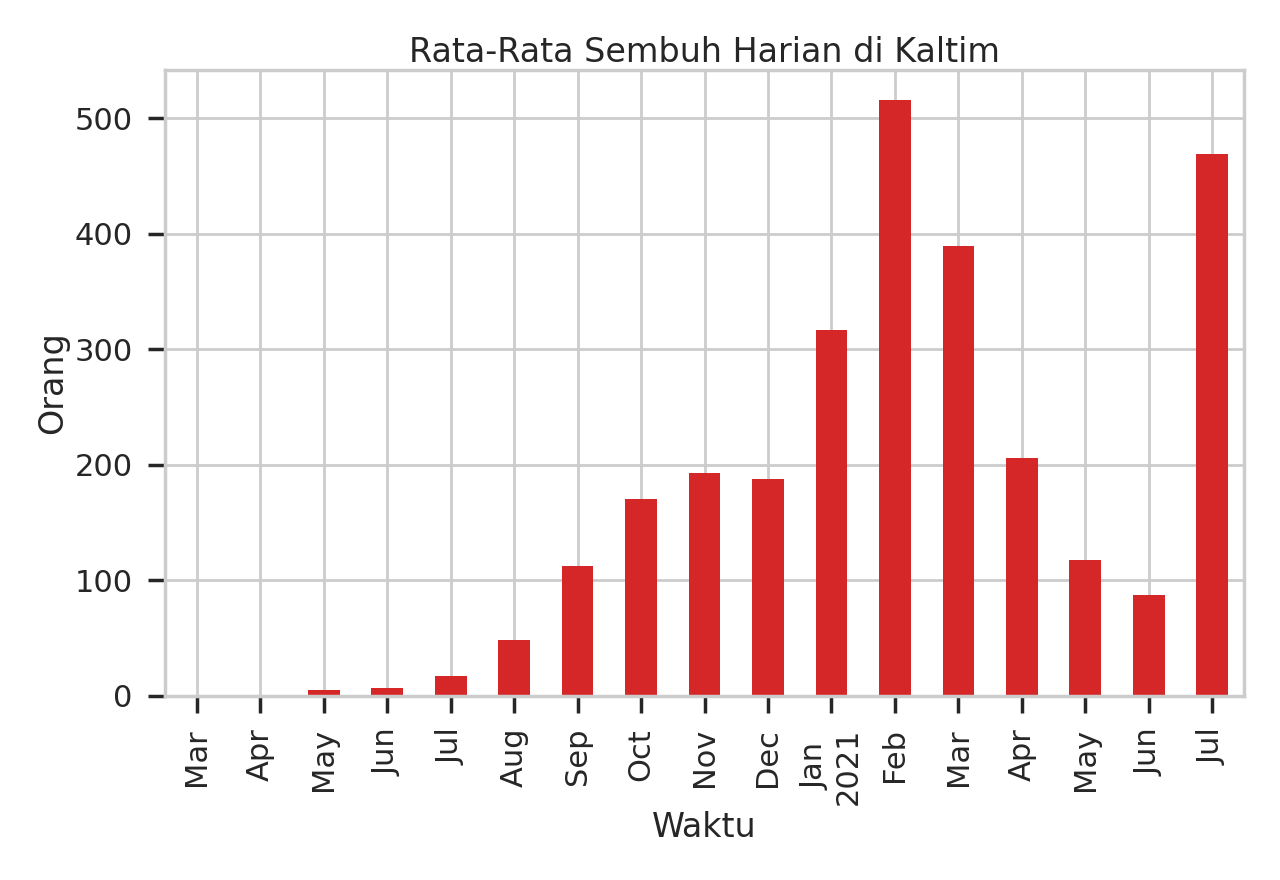 Rata-Rata Sembuh Harian di Kaltim
500
400
300
200
100
0
Orang
Mar
Apr
May
Jun
Jul
Aug
Sep
Oct
Nov
Dec
Jan
2021
Feb
Mar
Apr
May
Jun
Jul
Waktu